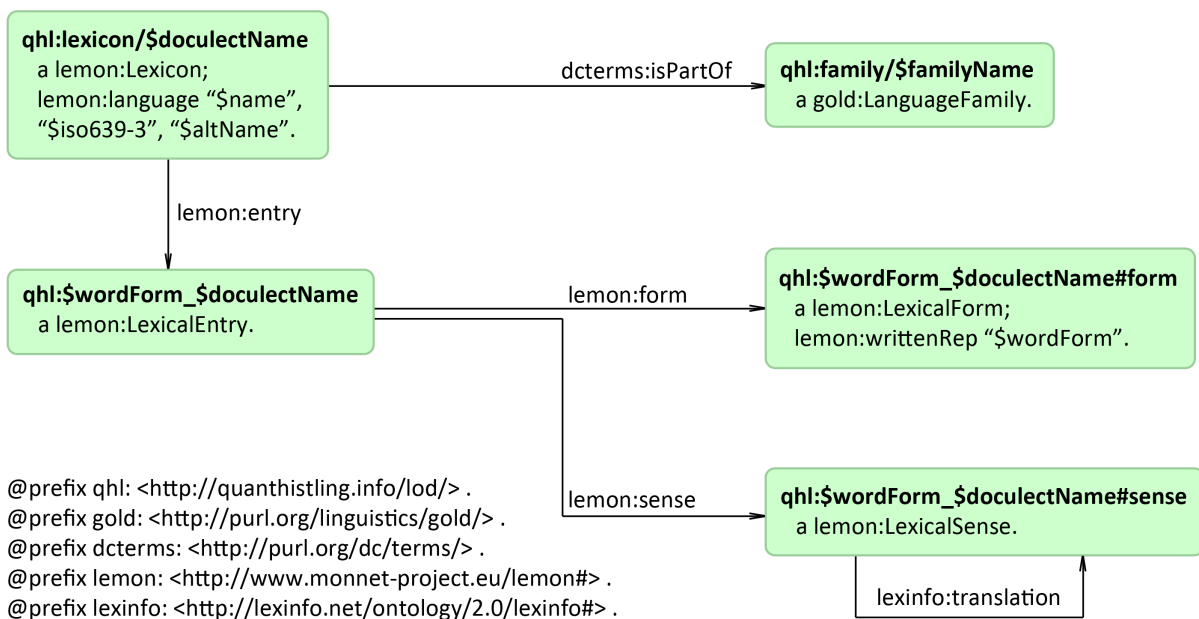 qhl:lexicon/$doculectName
a lemon:Lexicon;
lemon:language “$name”,
“$iso639-3”, “$altName”.
dcterms:isPartOf
qhl:family/$familyName
a gold:LanguageFamily.
lemon:entry
qhl:$wordForm_$doculectName
a lemon:LexicalEntry.
lemon:form
qhl:$wordForm_$doculectName#form
a lemon:LexicalForm;
lemon:writtenRep “$wordForm”.
lemon:sense
qhl:$wordForm_$doculectName#sense
a lemon:LexicalSense.
lexinfo:translation
@prefix qhl: <http://quanthistling.info/lod/> .
@prefix gold: <http://purl.org/linguistics/gold/> .
@prefix dcterms: <http://purl.org/dc/terms/> .
@prefix lemon: <http://www.monnet-project.eu/lemon#> .
@prefix lexinfo: <http://lexinfo.net/ontology/2.0/lexinfo#> .